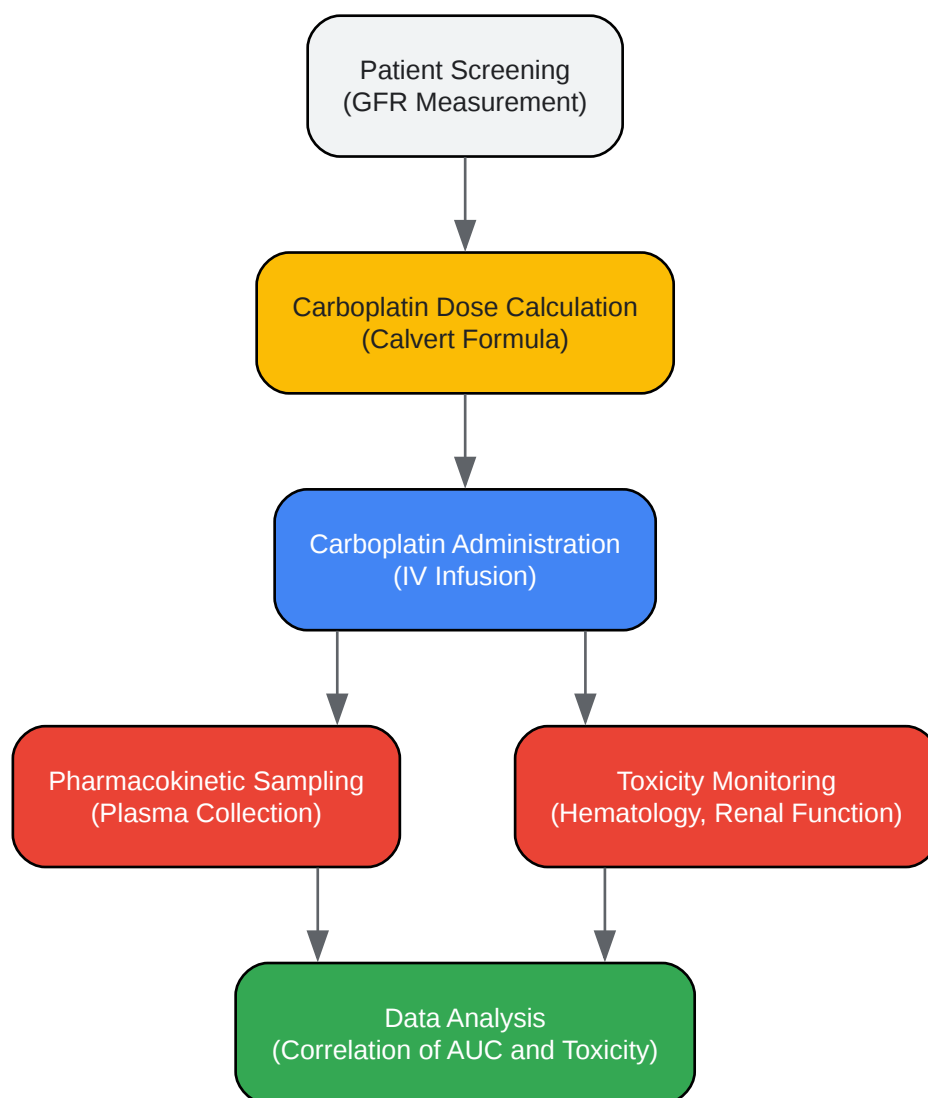 Patient Screening
(GFR Measurement)
Carboplatin Dose Calculation
(Calvert Formula)
Carboplatin Administration
(IV Infusion)
Pharmacokinetic Sampling
(Plasma Collection)
Toxicity Monitoring
(Hematology, Renal Function)
Data Analysis
(Correlation of AUC and Toxicity)